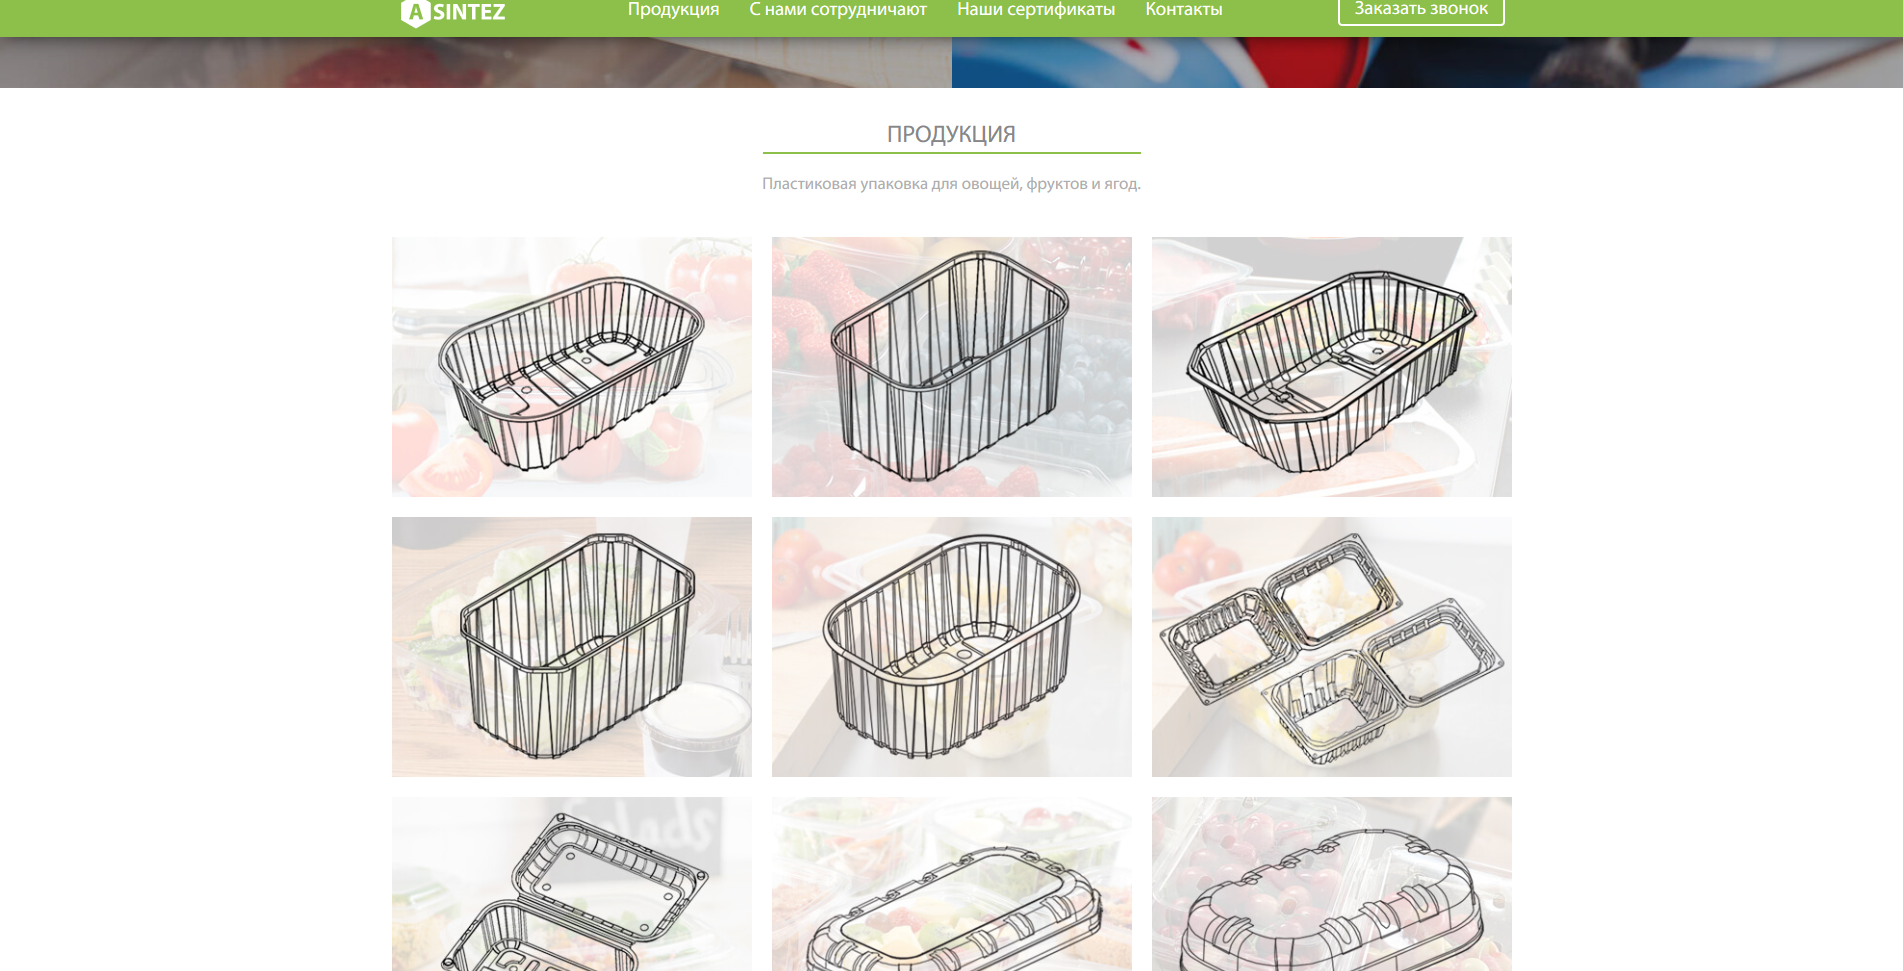 A SINTEZ
Продукция
С нами сотрудничают
Наши сертификаты
Контакты
Заказать звонок
ПРОДУКЦИЯ
Пластиковая упаковка для овощей, фруктов и ягод.